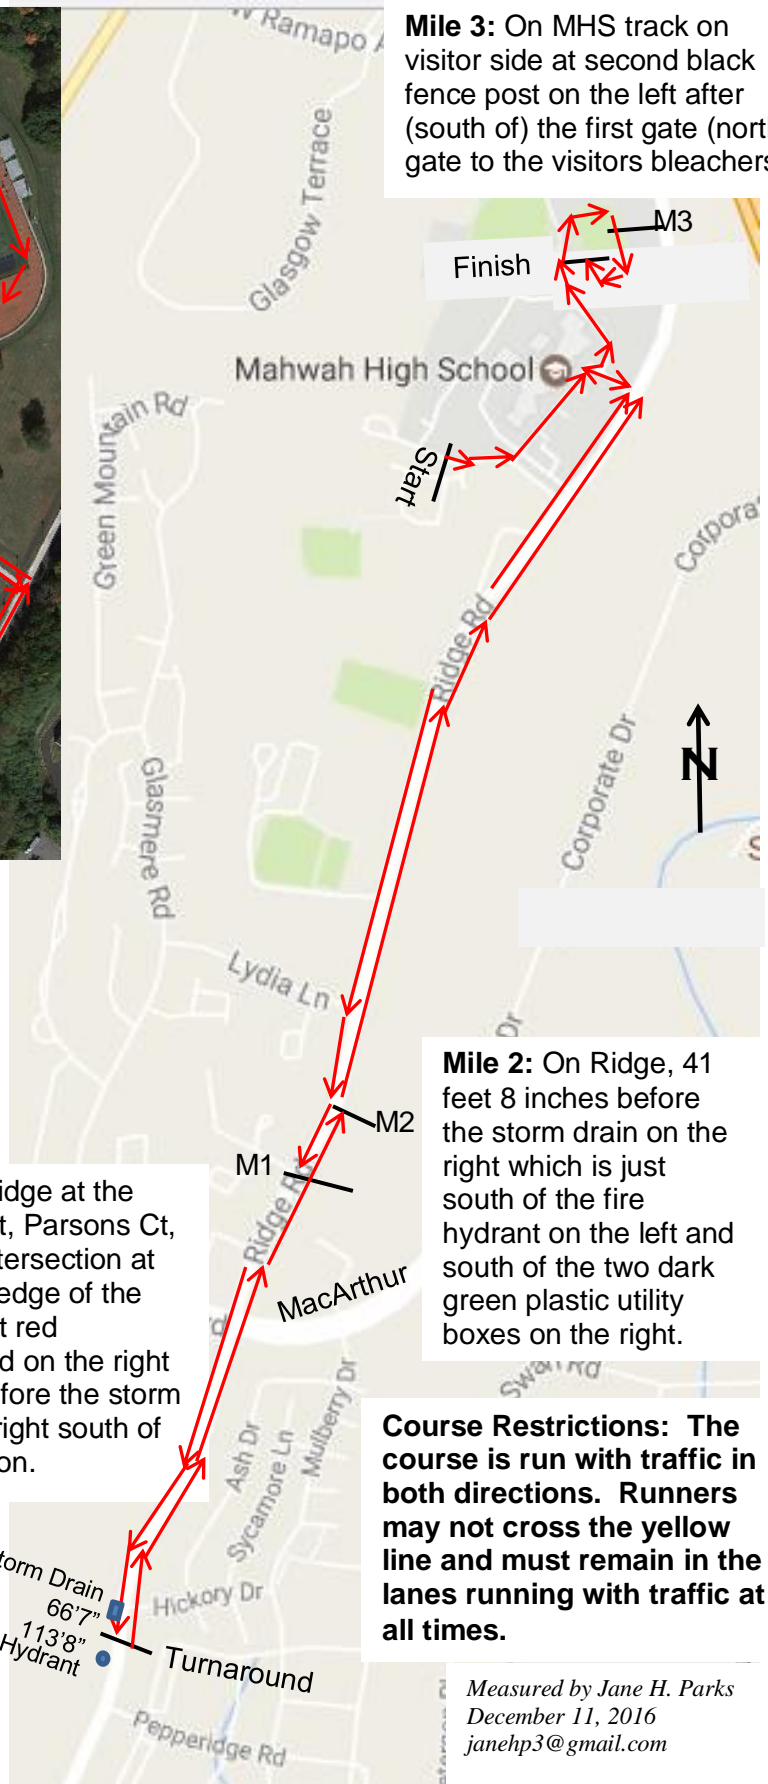 W Ramapo
Mile 3: On MHS track on
visitor side at second black
fence post on the left after
(south of) the first gate
gate to the visitors bleachers
Glasgow Terrace
M3
Finish
Mahwah High School
Green Mountain Rd
Start
Ridge Rd
Corporate Dr
N
Glasmere Rd
Lydia Ln
Dr
Mile 2: On Ridge, 41
feet 8 inches before
the storm drain on the
right which is just
south of the fire
hydrant on the left and
south of the two dark
green plastic utility
boxes on the right.
M2
M1
Ridge Rd
idge at the
t, Parsons Ct,
tersection at
edge of the
t red
d on the right
fore the storm
right south of
on.
MacArthur
Swan Rd
Mulberry Dr
Ash Dr
Sycamore Ln
Course Restrictions:  The
course is run with traffic in
both directions.  Runners
may not cross the yellow
line and must remain in the
lanes running with traffic at
all times.
torm Drain
66'7"
113'8"
Hydrant
Hickory Dr
Turnaround
Pepperidge Rd
Measured by Jane H. Parks
December 11, 2016
janehp3@gmail.com